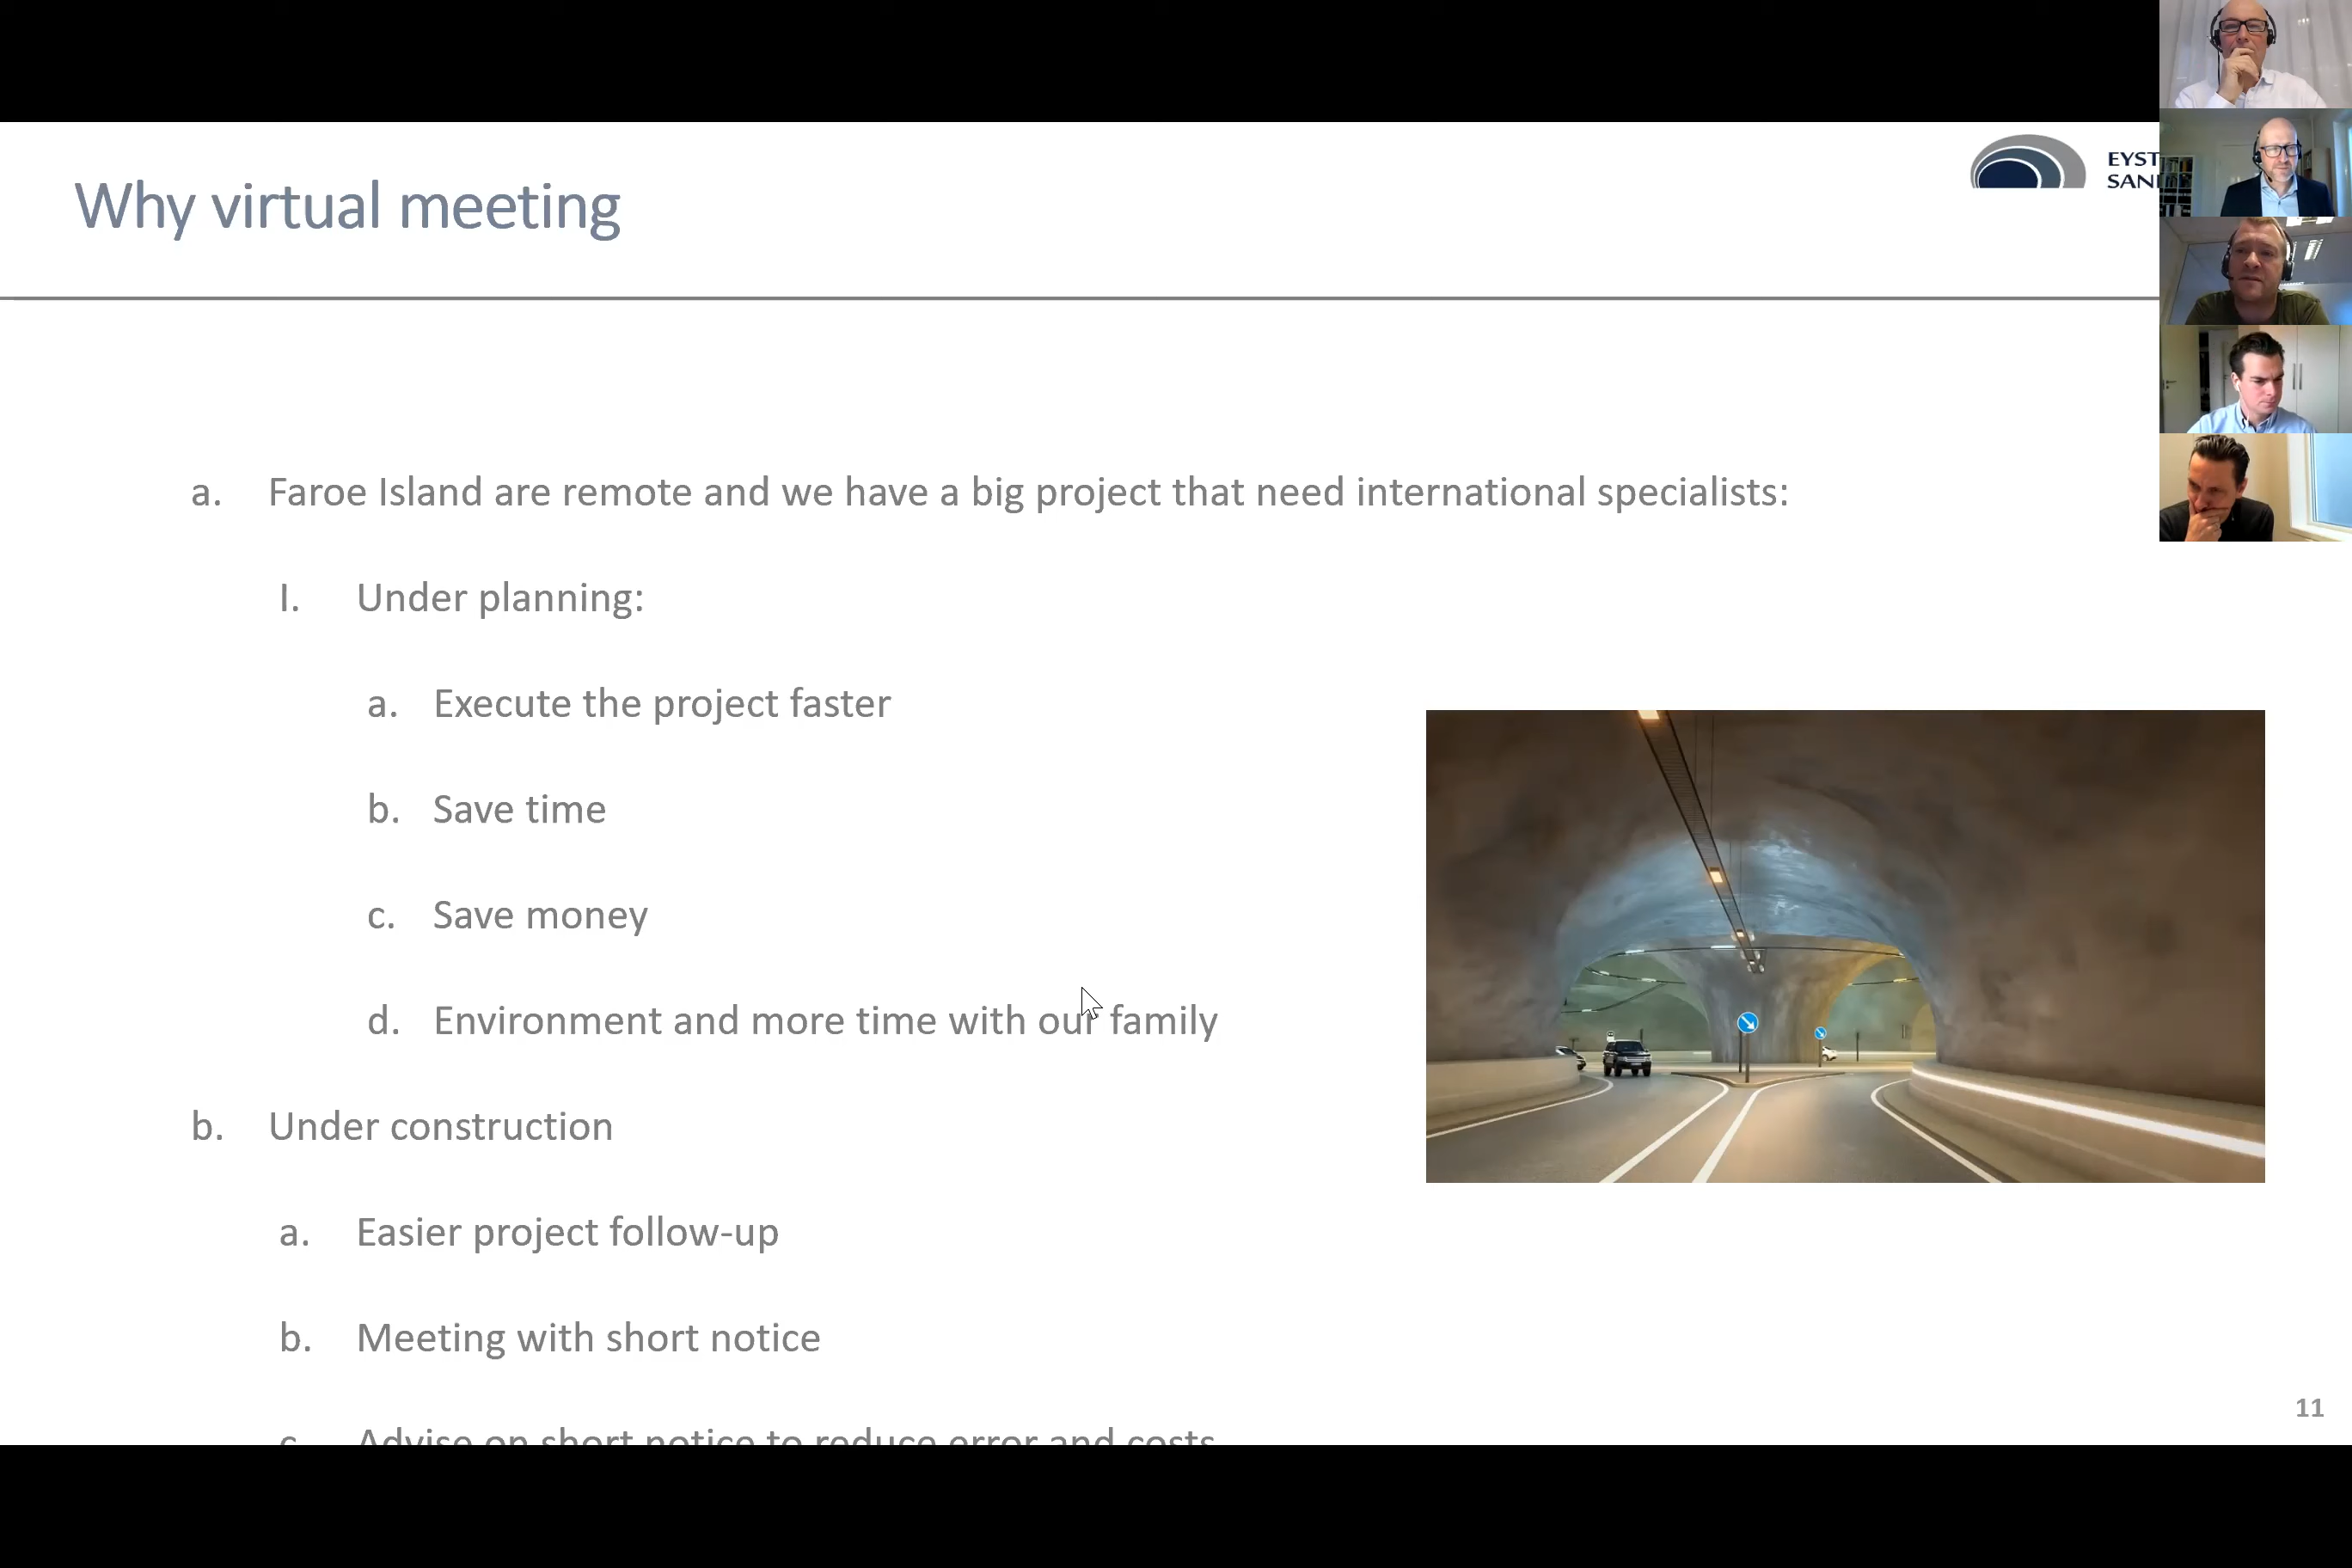 Why virtual meeting
EYST
SAN
a. Faroe Island are remote and we have a big project that need international specialists:
I. Under planning:
a. Execute the project faster
b. Save time
c. Save money
d. Environment and more time with our family
b. Under construction
a. Easier project follow-up
b. Meeting with short notice
c. Advise on short notice to reduce error and costs
11